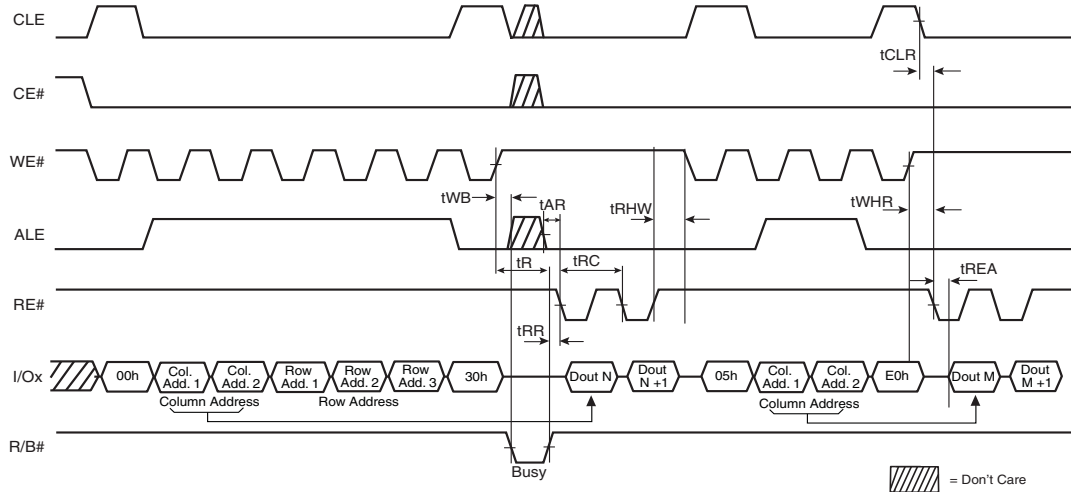 CLE
tCLR
CE#
WE#
tWB
tAR
tRHW
tWHR
ALE
tR
tRC
tREA
RE#
tRR
I/Ox
00h
Col. Add. 1
Col. Add. 2
Row Add. 1
Row Add. 2
Row Add. 3
30h
Dout N
Dout N +1
05h
Col. Add. 1
Col. Add. 2
E0h
Dout M
Dout M +1
Column Address
Row Address
Column Address
R/B#
Busy
= Don't Care